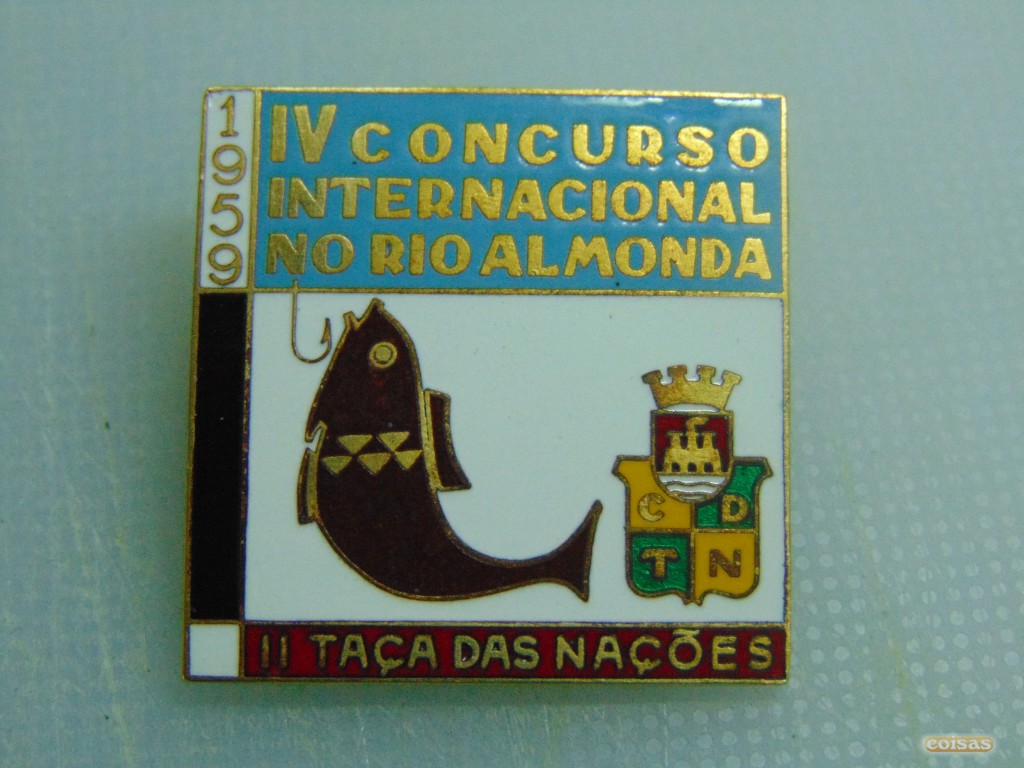 1959
IV CONCURSO
INTERNACIONAL
NO RIO ALMONDA
C D
T N
II TAÇA DAS NAÇÕES
coisas